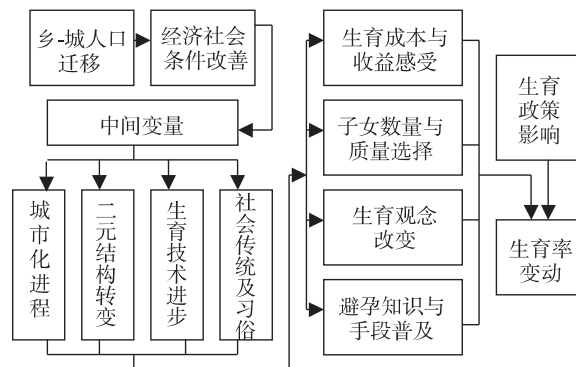 乡-城人口
迁移
经济社会
条件改善
中间变量
城市化进程
二元结构转变
生育技术进步
社会传统及习俗
生育成本与
收益感受
子女数量与
质量选择
生育观念
改变
避孕知识与
手段普及
生育
政策
影响
生育率
变动